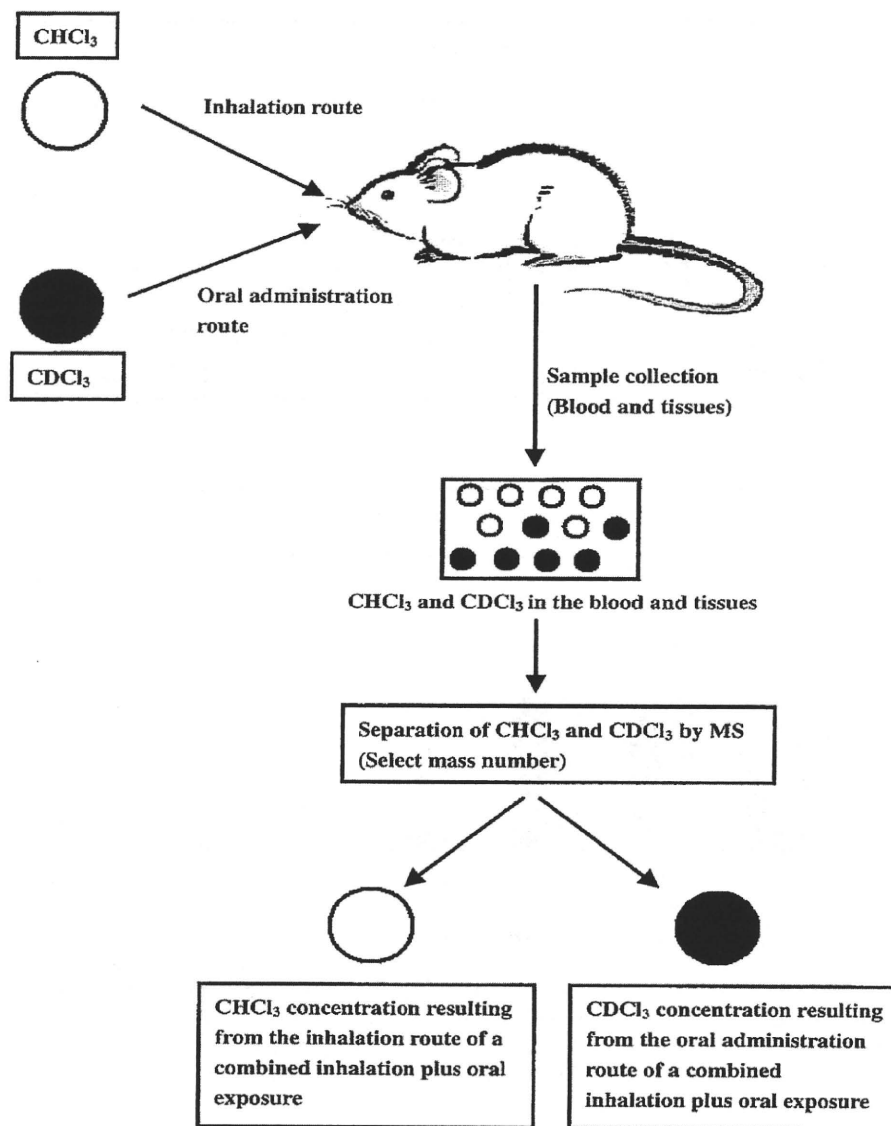 CHCl₃
Inhalation route
Oral administration
route
CDCl₃
Sample collection
(Blood and tissues)
CHCl₃ and CDCl₃ in the blood and tissues
Separation of CHCl₃ and CDCl₃ by MS
(Select mass number)
CHCl₃ concentration resulting
from the inhalation route of a
combined inhalation plus oral
exposure
CDCl₃ concentration resulting
from the oral administration
route of a combined
inhalation plus oral exposure